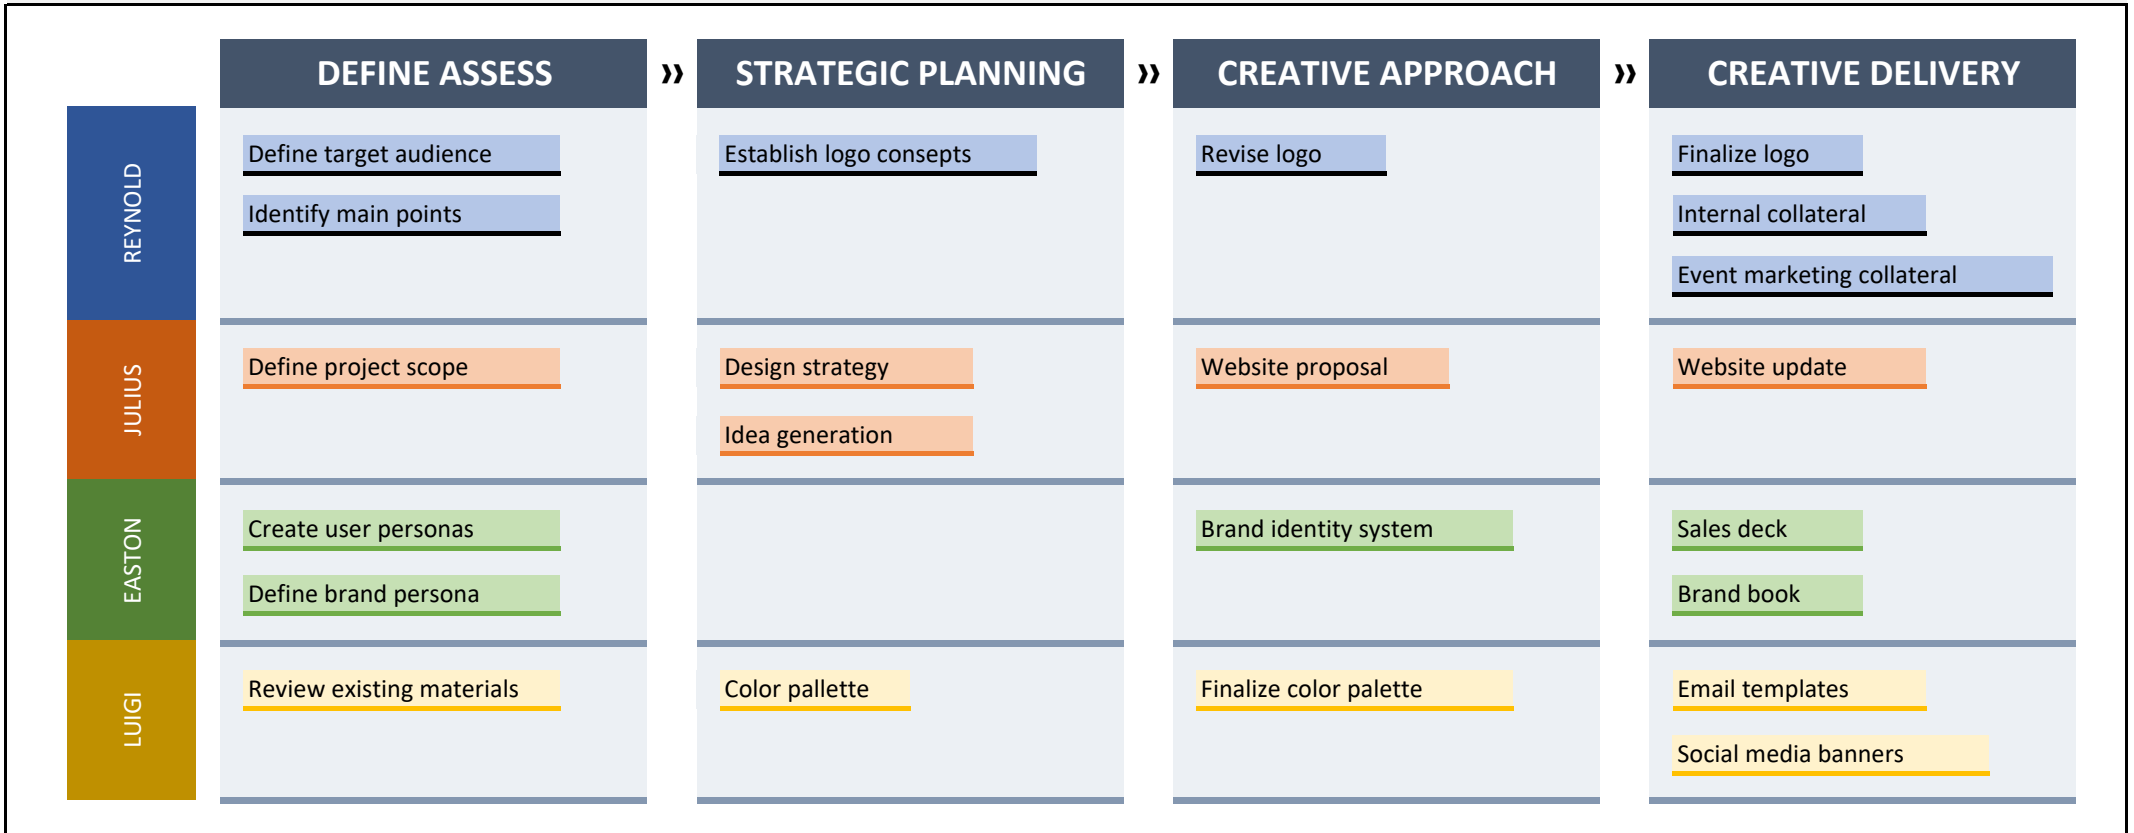 DEFINE ASSESS » STRATEGIC PLANNING » CREATIVE APPROACH » CREATIVE DELIVERY
REYNOLD
Define target audience
Identify main points
Establish logo consepts
Revise logo
Finalize logo
Internal collateral
Event marketing collateral
JULIUS
Define project scope
Design strategy
Idea generation
Website proposal
Website update
EASTON
Create user personas
Define brand persona
Brand identity system
Sales deck
Brand book
LUIGI
Review existing materials
Color pallette
Finalize color palette
Email templates
Social media banners